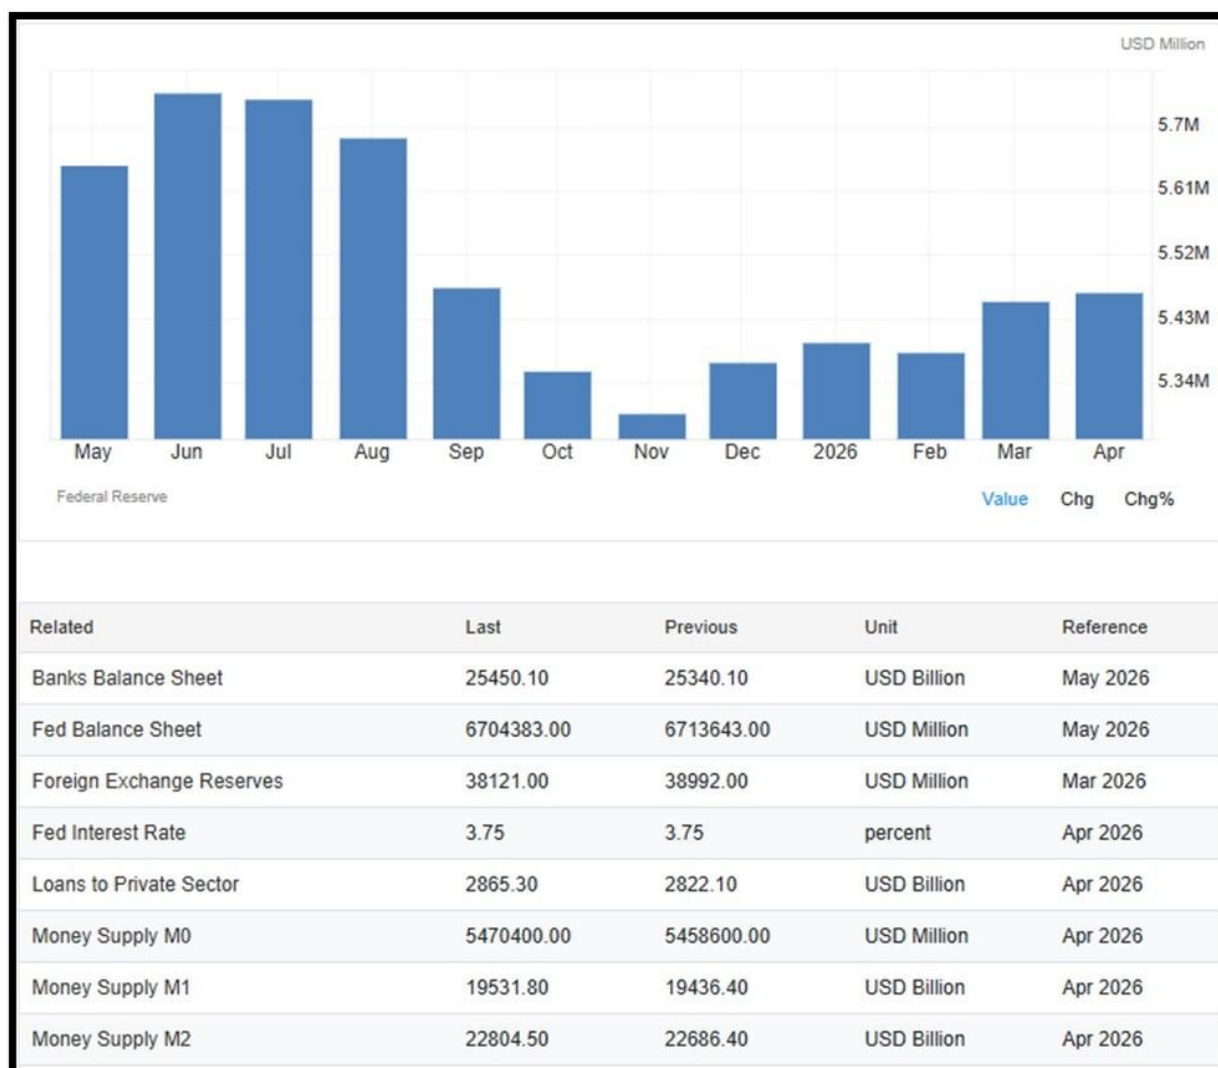 USD Million
5.7M
5.61M
5.52M
5.43M
5.34M
May Jun Jul Aug Sep Oct Nov Dec 2026 Feb Mar Apr
Federal Reserve Value Chg Chg%
Related Last Previous Unit Reference
Banks Balance Sheet 25450.10 25340.10 USD Billion May 2026
Fed Balance Sheet 6704383.00 6713643.00 USD Million May 2026
Foreign Exchange Reserves 38121.00 38992.00 USD Million Mar 2026
Fed Interest Rate 3.75 3.75 percent Apr 2026
Loans to Private Sector 2865.30 2822.10 USD Billion Apr 2026
Money Supply M0 5470400.00 5458600.00 USD Million Apr 2026
Money Supply M1 19531.80 19436.40 USD Billion Apr 2026
Money Supply M2 22804.50 22686.40 USD Billion Apr 2026